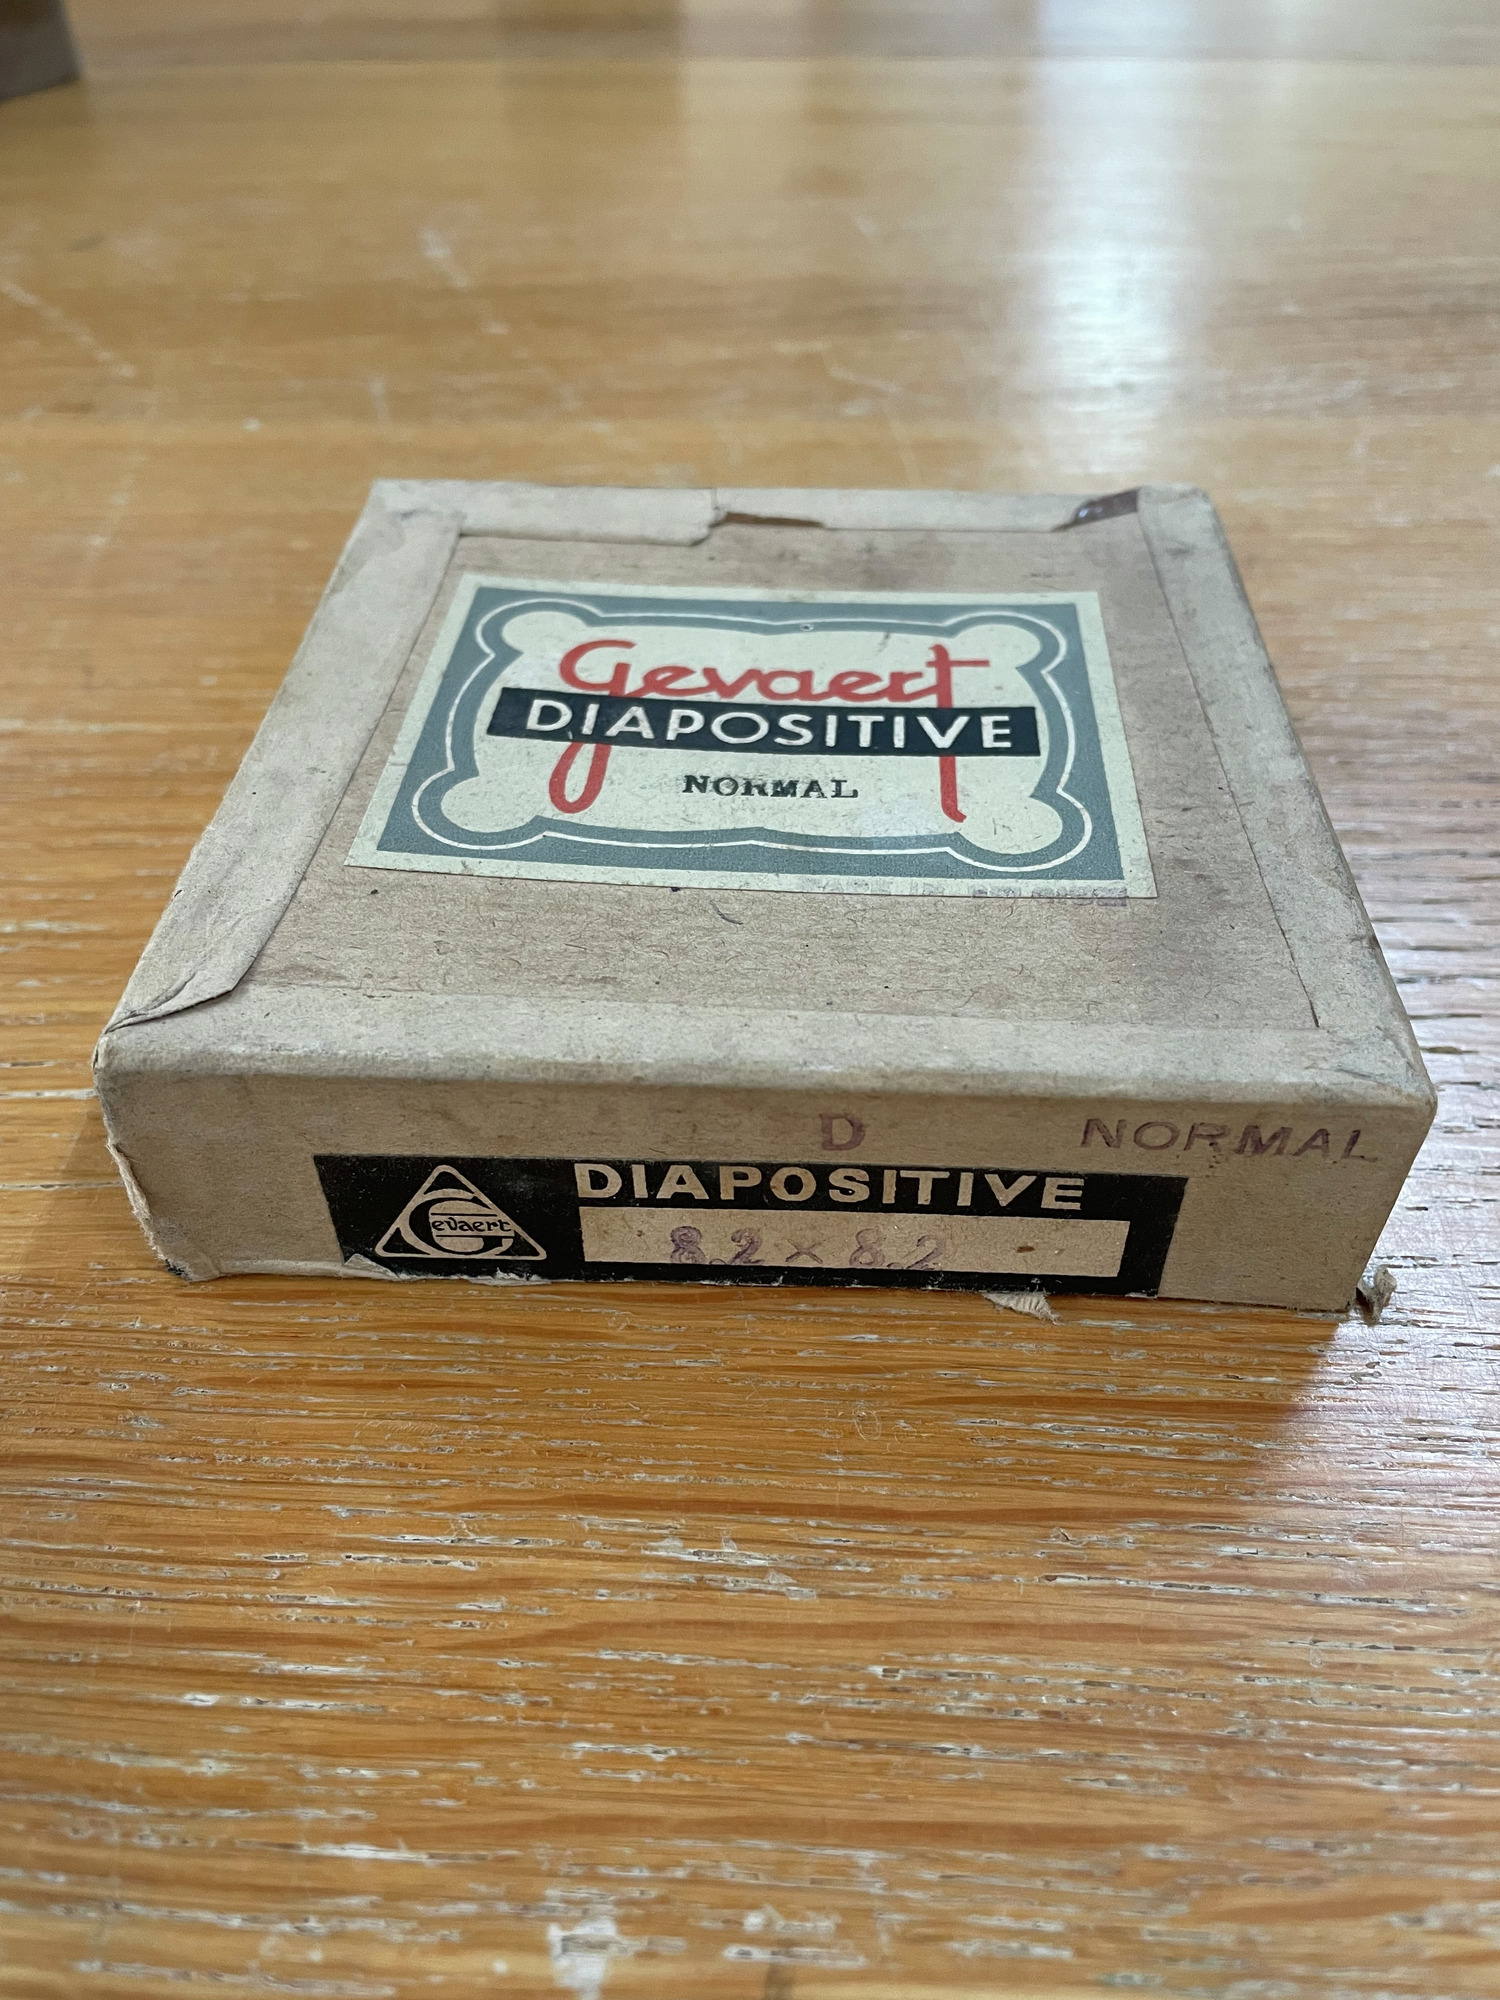 Gevaert
DIAPOSITIVE
NORMAL
D NORMAL
Gevaert
DIAPOSITIVE
8.2 x 8.2